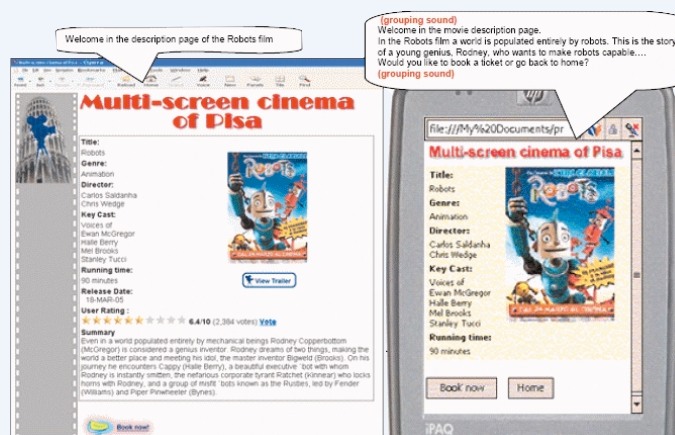 Welcome in the description page of the Robots film
Multi-screen cinema
of Pisa
Title:
Robots
Genre:
Animation
Director:
Carlos Saldanha
Chris Wedge
Key Cast:
Voices of
Ewan McGregor
Halle Berry
Mel Brooks
Stanley Tucci
Running time:
90 minutes
Release Date:
18-MAR-05
User Rating :
6.4/10 (2,384 votes) Vote
Summary
Even in a world populated entirely by mechanical beings Rodney Copperbottom
(McGregor) is considered a genius inventor. Rodney dreams of two things, making the
world a better place and meeting his idol, the master inventor Bigweld (Brooks). On his
journey he encounters Cappy (Halle Berry), a beautiful executive 'bot with whom
Rodney is instantly smitten, the nefarious corporate tyrant Ratchet (Kinnear) who locks
horns with Rodney, and a group of misfit 'bots known as the Rusties, led by Fender
(Williams) and Piper Pinwheeler (Bynes).
ROBOTS
View Trailer
Book now!
(grouping sound)
Welcome in the movie description page.
In the Robots film a world is populated entirely by robots. This is the story
of a young genius, Rodney, who wants to make robots capable....
Would you like to book a ticket or go back to home?
(grouping sound)
hp
file:///My%20Documents/pr
Multi-screen cinema of Pisa
Title:
Robots
Genre:
Animation
Director:
Carlos Saldanha
Chris Wedge
Key Cast:
Voices of
Ewan McGregor
Halle Berry
Mel Brooks
Stanley Tucci
Running time:
90 minutes
ROBOTS
Book now
Home
iPAQ